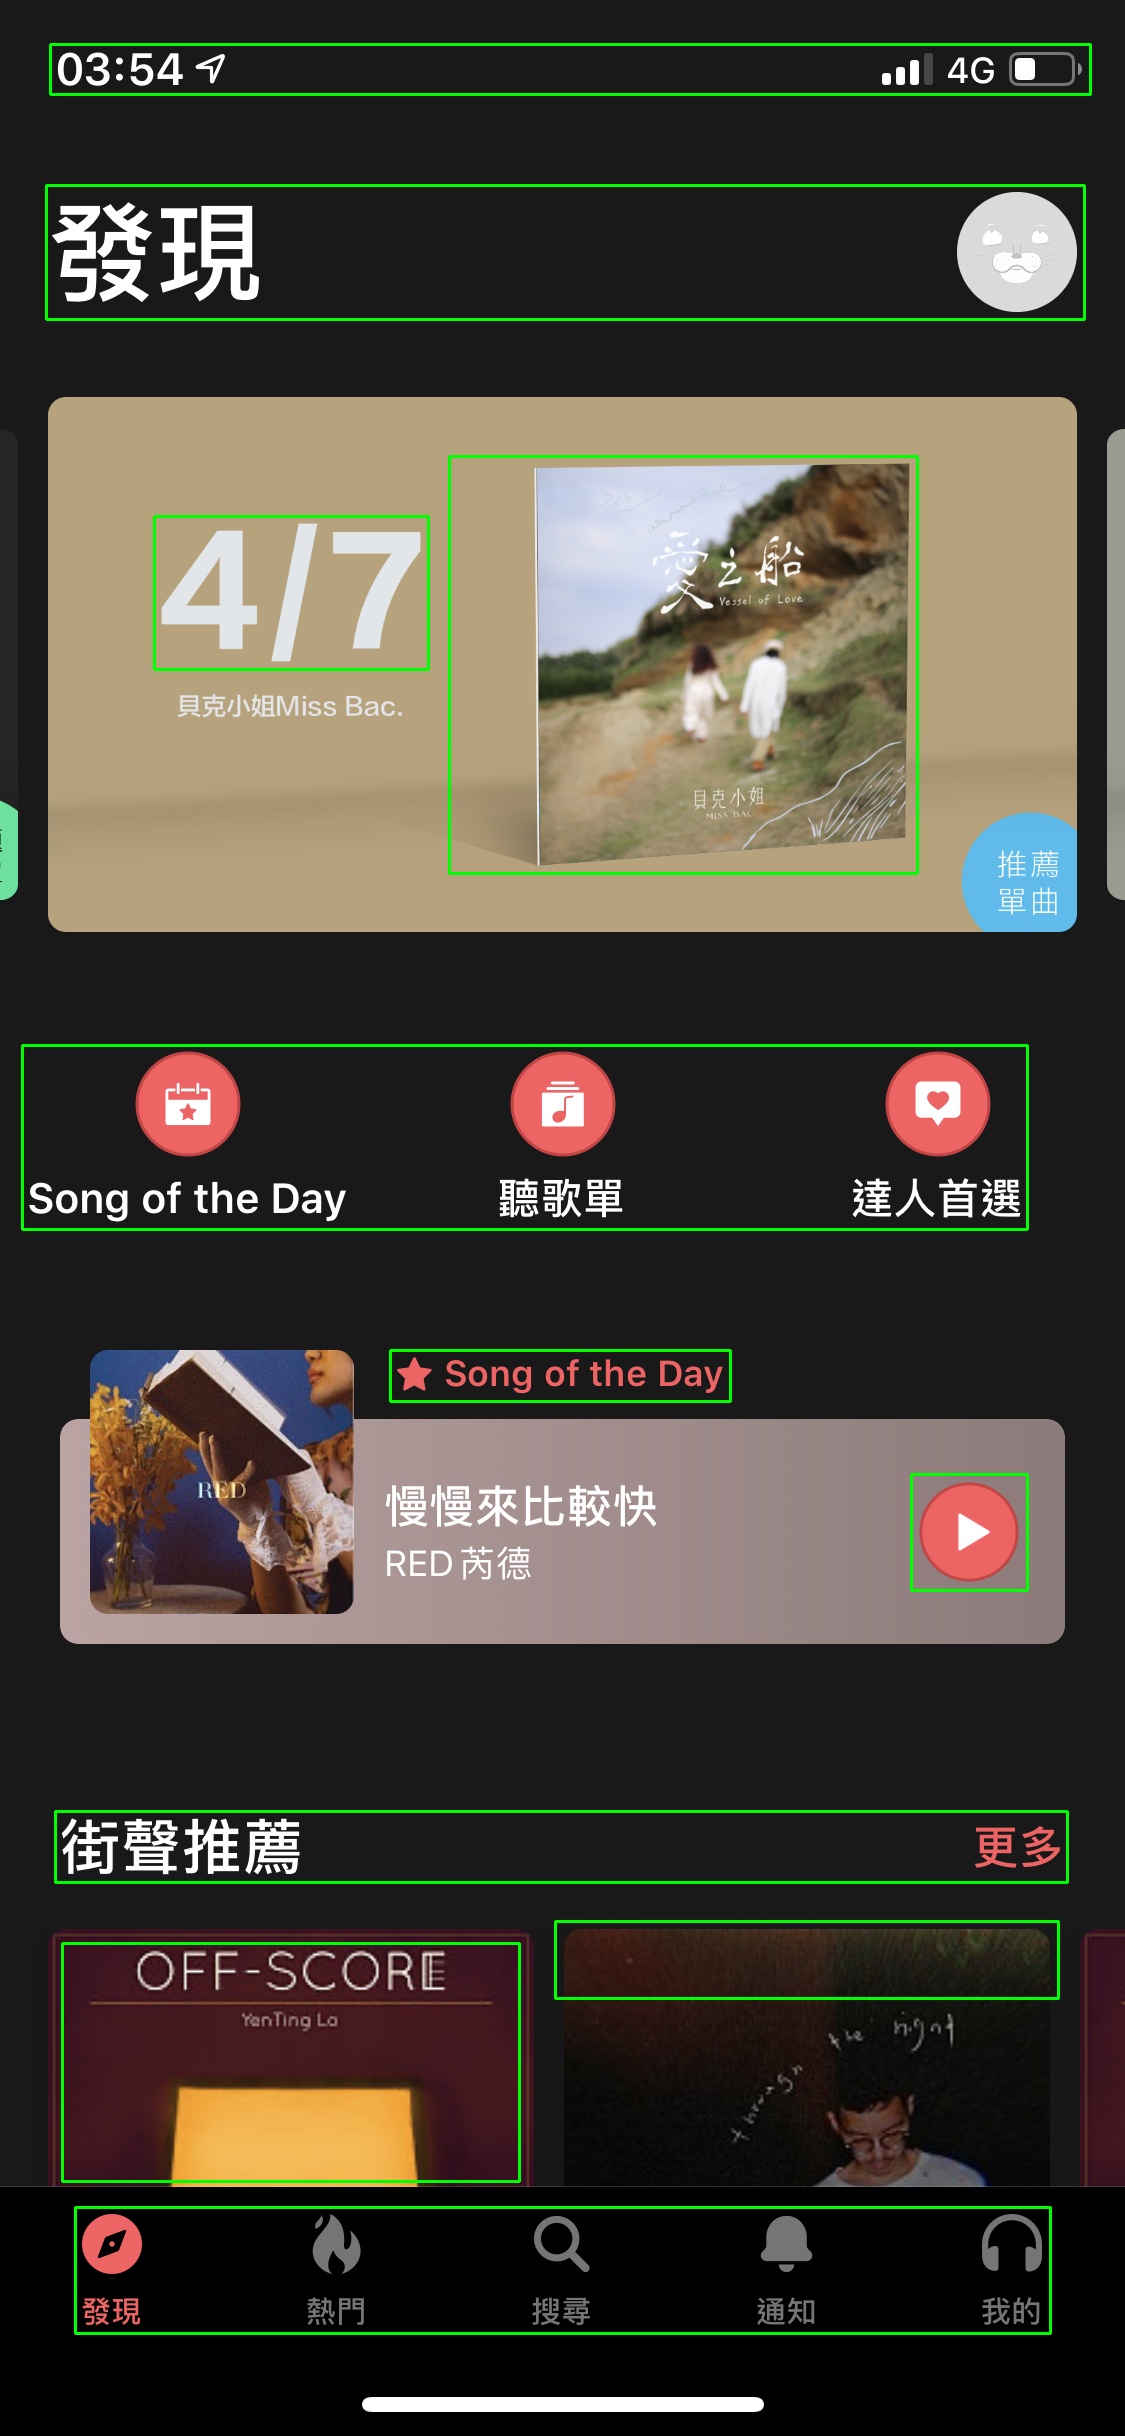 03:54 4G
發現
4/7
貝克小姐Miss Bac.
愛之船
Vessel of Love
貝克小姐
MISS BAC
推薦
單曲
Song of the Day 聽歌單 達人首選
Song of the Day
RED
慢慢來比較快
RED芮德
街聲推薦 更多
OFF-SCORE
YenTing Lo
the right
through
發現 熱門 搜尋 通知 我的